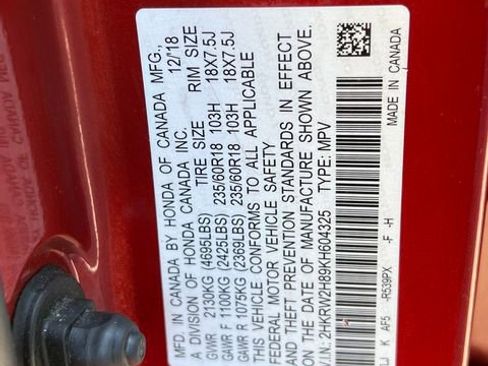 MFD. IN CANADA BY HONDA OF CANADA MFG.,
A DIVISION OF HONDA CANADA INC. 12/18
TIRE SIZE RIM SIZE
GVWR 2130KG (4695LBS)
GAWR F 1100KG (2425LBS) 235/60R18 103H 18X7.5J
GAWR R 1075KG (2369LBS) 235/60R18 103H 18X7.5J
THIS VEHICLE CONFORMS TO ALL APPLICABLE
FEDERAL MOTOR VEHICLE SAFETY
AND THEFT PREVENTION STANDARDS IN EFFECT
ON THE DATE OF MANUFACTURE SHOWN ABOVE.
V.I.N: 2HKRW2H89KH604325 TYPE: MPV
K AF5 -R539PX -F -H
MADE IN CANADA